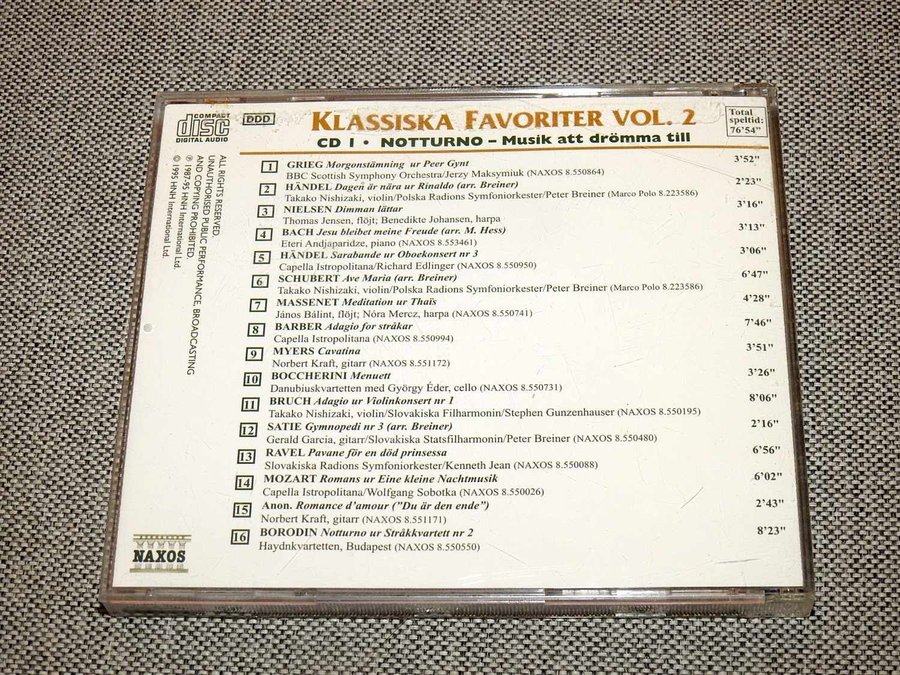 COMPACT
disc
DIGITAL AUDIO
DDD
KLASSISKA FAVORITER VOL. 2
CD 1 • NOTTURNO – Musik att drömma till
Total
speltid:
76'54"
1 GRIEG Morgonstämning ur Peer Gynt 3'52"
BBC Scottish Symphony Orchestra/Jerzy Maksymiuk (NAXOS 8.550864)
2 HÄNDEL Dagen är nära ur Rinaldo (arr. Breiner) 2'23"
Takako Nishizaki, violin/Polska Radions Symfoniorkester/Peter Breiner (Marco Polo 8.223586)
3 NIELSEN Dimman lättar 3'16"
Thomas Jensen, flöjt; Benedikte Johansen, harpa
4 BACH Jesu bleibet meine Freude (arr. M. Hess) 3'13"
Eteri Andjaparidze, piano (NAXOS 8.553461)
5 HÄNDEL Sarabande ur Oboekonsert nr 3 3'06"
Capella Istropolitana/Richard Edlinger (NAXOS 8.550950)
6 SCHUBERT Ave Maria (arr. Breiner) 6'47"
Takako Nishizaki, violin/Polska Radions Symfoniorkester/Peter Breiner (Marco Polo 8.223586)
7 MASSENET Meditation ur Thaïs 4'28"
János Bálint, flöjt; Nóra Mercz, harpa (NAXOS 8.550741)
8 BARBER Adagio for stråkar 7'46"
Capella Istropolitana (NAXOS 8.550994)
9 MYERS Cavatina 3'51"
Norbert Kraft, gitarr (NAXOS 8.551172)
10 BOCCHERINI Menuett 3'26"
Danubiuskvartetten med György Éder, cello (NAXOS 8.550731)
11 BRUCH Adagio ur Violinkonsert nr 1 8'06"
Takako Nishizaki, violin/Slovakiska Filharmonin/Stephen Gunzenhauser (NAXOS 8.550195)
12 SATIE Gymnopedi nr 3 (arr. Breiner) 2'16"
Gerald Garcia, gitarr/Slovakiska Statsfilharmonin/Peter Breiner (NAXOS 8.550480)
13 RAVEL Pavane för en död prinsessa 6'56"
Slovakiska Radions Symfoniorkester/Kenneth Jean (NAXOS 8.550088)
14 MOZART Romans ur Eine kleine Nachtmusik 6'02"
Capella Istropolitana/Wolfgang Sobotka (NAXOS 8.550026)
15 Anon. Romance d'amour ("Du är den ende") 2'43"
Norbert Kraft, gitarr (NAXOS 8.551171)
16 BORODIN Notturno ur Stråkkvartett nr 2 8'23"
Haydnkvartetten, Budapest (NAXOS 8.550550)
ALL RIGHTS RESERVED.
UNAUTHORISED PUBLIC PERFORMANCE, BROADCASTING
AND COPYING PROHIBITED.
℗ 1987-95 HNH International Ltd.
© 1995 HNH International Ltd.
NAXOS